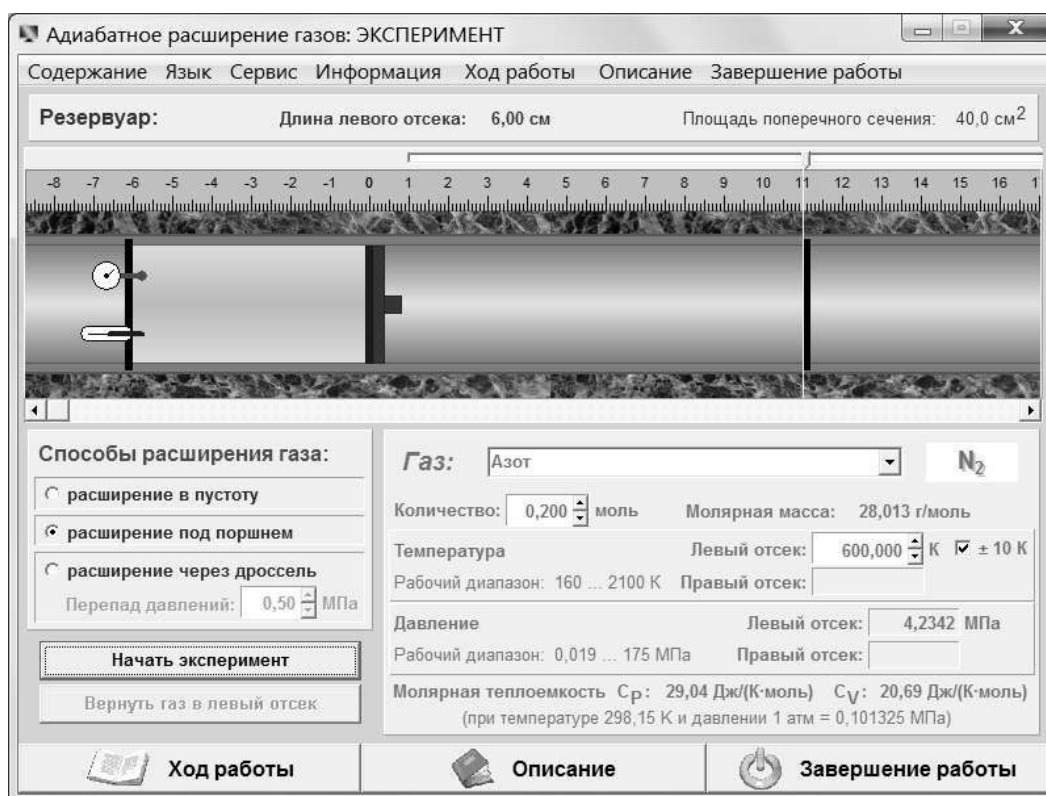 Адиабатное расширение газов: ЭКСПЕРИМЕНТ
Содержание Язык Сервис Информация Ход работы Описание Завершение работы
Резервуар: Длина левого отсека: 6,00 см Площадь поперечного сечения: 40,0 см2
-8 -7 -6 -5 -4 -3 -2 -1 0 1 2 3 4 5 6 7 8 9 10 11 12 13 14 15 16 1
Способы расширения газа:
расширение в пустоту
расширение под поршнем
расширение через дроссель
Перепад давлений: 0,50 МПа
Начать эксперимент
Вернуть газ в левый отсек
Газ: Азот N2
Количество: 0,200 моль Молярная масса: 28,013 г/моль
Температура Левый отсек: 600,000 К ± 10 К
Рабочий диапазон: 160 ... 2100 К Правый отсек:
Давление Левый отсек: 4,2342 МПа
Рабочий диапазон: 0,019 ... 175 МПа Правый отсек:
Молярная теплоемкость CP: 29,04 Дж/(К·моль) CV: 20,69 Дж/(К·моль)
(при температуре 298,15 К и давлении 1 атм = 0,101325 МПа)
Ход работы Описание Завершение работы